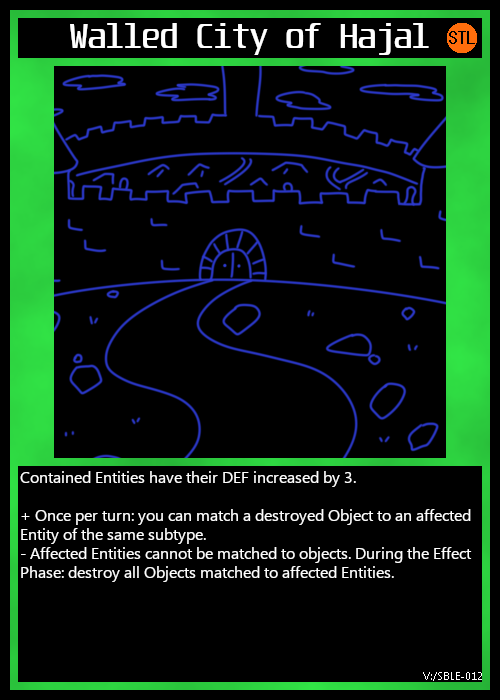 Walled City of Hajal
STL
Contained Entities have their DEF increased by 3.
+ Once per turn: you can match a destroyed Object to an affected
Entity of the same subtype.
- Affected Entities cannot be matched to objects. During the Effect
Phase: destroy all Objects matched to affected Entities.
V:/SBLE-012